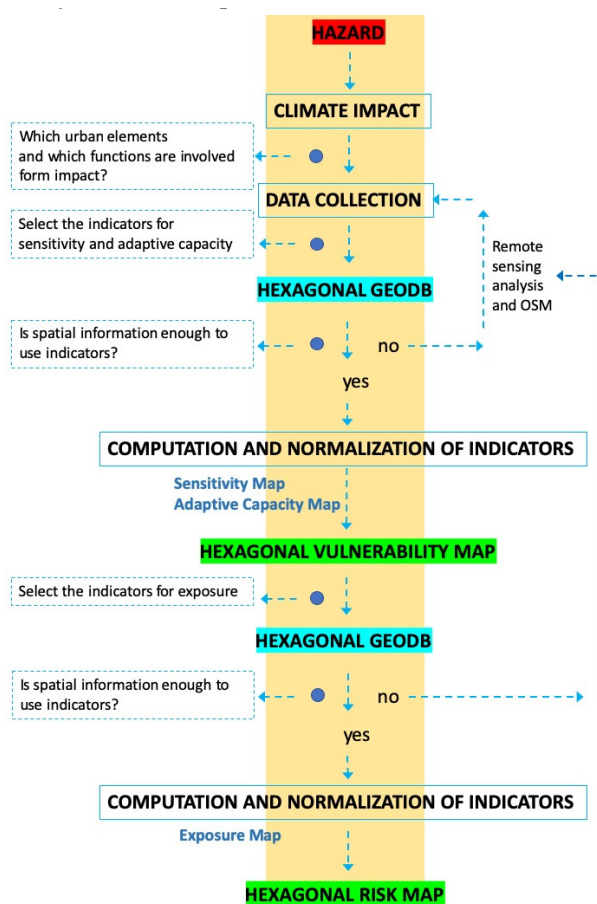 HAZARD
CLIMATE IMPACT
Which urban elements
and which functions are involved
form impact?
DATA COLLECTION
Select the indicators for
sensitivity and adaptive capacity
Remote
sensing
analysis
and OSM
HEXAGONAL GEODB
Is spatial information enough to
use indicators?
no
yes
COMPUTATION AND NORMALIZATION OF INDICATORS
Sensitivity Map
Adaptive Capacity Map
HEXAGONAL VULNERABILITY MAP
Select the indicators for exposure
HEXAGONAL GEODB
Is spatial information enough to
use indicators?
no
yes
COMPUTATION AND NORMALIZATION OF INDICATORS
Exposure Map
HEXAGONAL RISK MAP